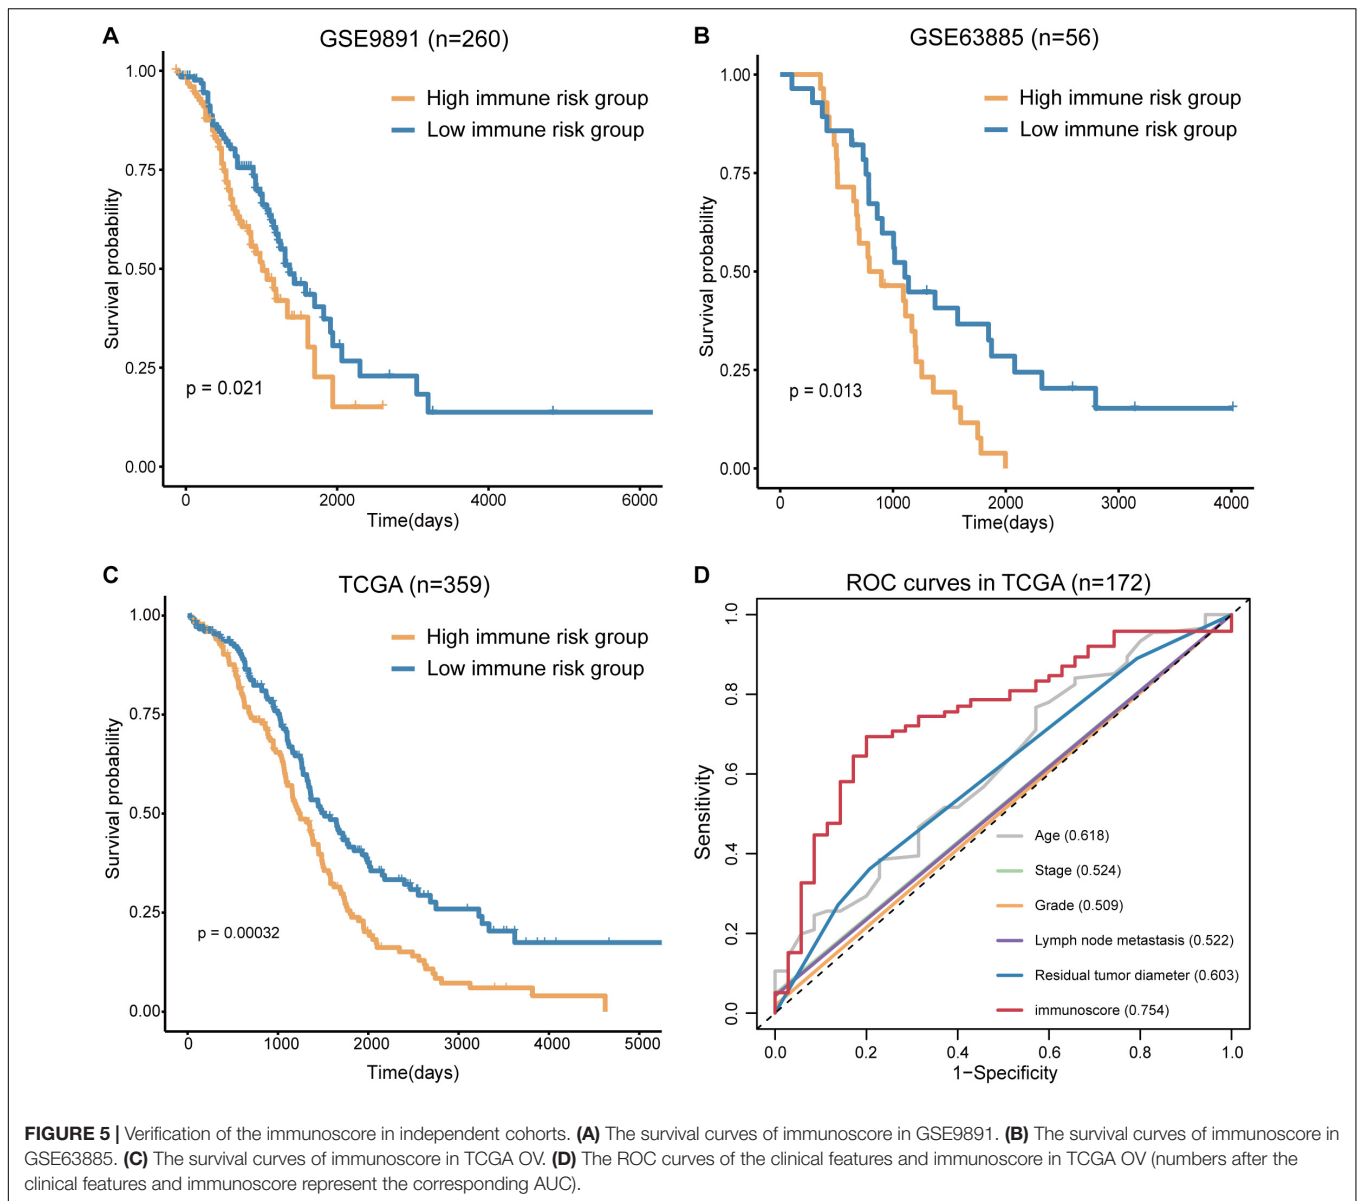 A
GSE9891 (n=260)
High immune risk group
Low immune risk group
Survival probability
1.00
0.75
0.50
0.25
0.00
p = 0.021
0 2000 4000 6000
Time(days)
B
GSE63885 (n=56)
High immune risk group
Low immune risk group
Survival probability
1.00
0.75
0.50
0.25
0.00
p = 0.013
0 1000 2000 3000 4000
Time(days)
C
TCGA (n=359)
High immune risk group
Low immune risk group
Survival probability
1.00
0.75
0.50
0.25
0.00
p = 0.00032
0 1000 2000 3000 4000 5000
Time(days)
D
ROC curves in TCGA (n=172)
Sensitivity
1.0
0.8
0.6
0.4
0.2
0.0
Age (0.618)
Stage (0.524)
Grade (0.509)
Lymph node metastasis (0.522)
Residual tumor diameter (0.603)
immunoscore (0.754)
0.0 0.2 0.4 0.6 0.8 1.0
1−Specificity
FIGURE 5 | Verification of the immunoscore in independent cohorts. (A) The survival curves of immunoscore in GSE9891. (B) The survival curves of immunoscore in
GSE63885. (C) The survival curves of immunoscore in TCGA OV. (D) The ROC curves of the clinical features and immunoscore in TCGA OV (numbers after the
clinical features and immunoscore represent the corresponding AUC).